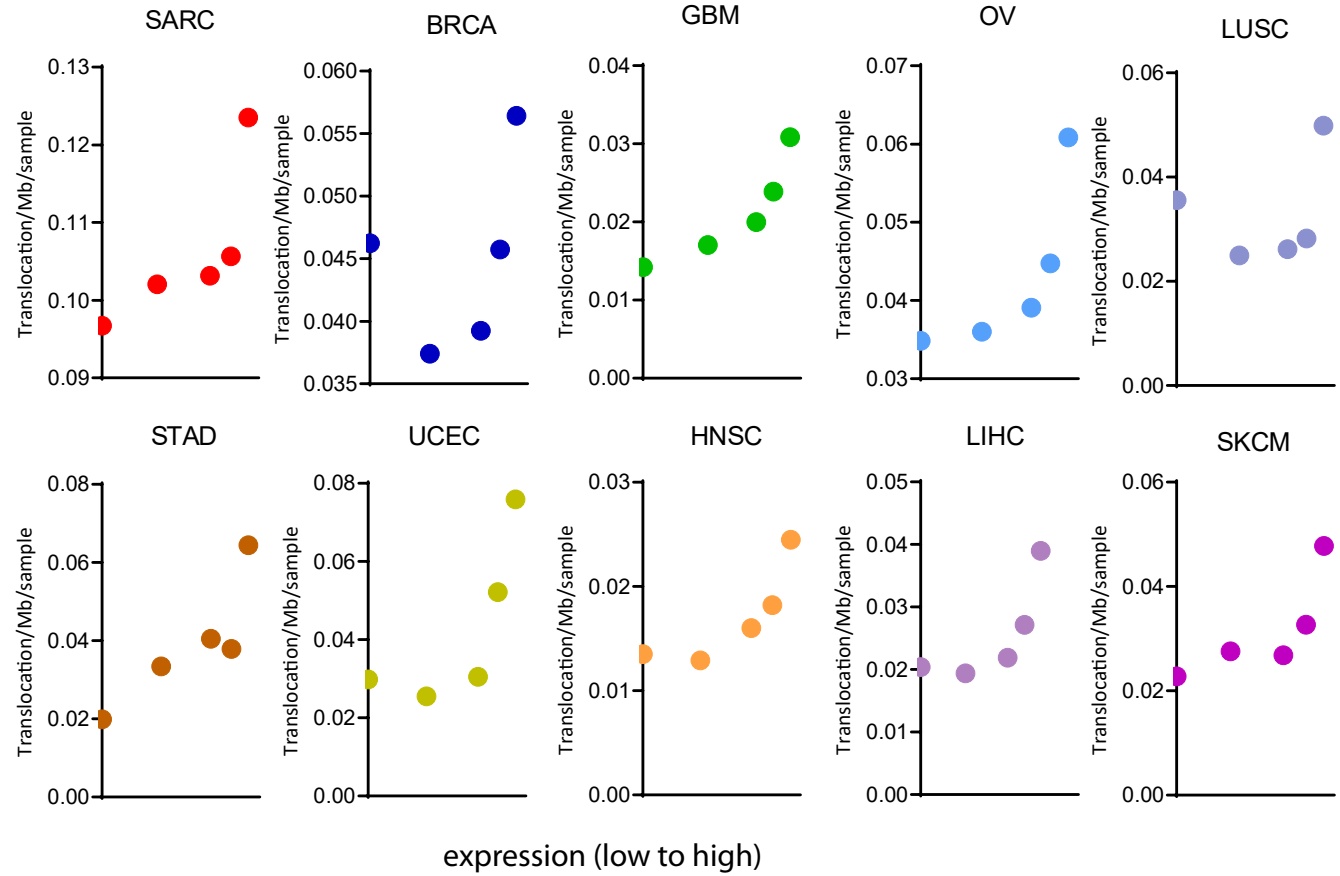 SARC
BRCA
GBM
OV
LUSC
Translocation/Mb/sample
0.13
0.12
0.11
0.10
0.09
Translocation/Mb/sample
0.060
0.055
0.050
0.045
0.040
0.035
Translocation/Mb/sample
0.04
0.03
0.02
0.01
0.00
Translocation/Mb/sample
0.07
0.06
0.05
0.04
0.03
Translocation/Mb/sample
0.06
0.04
0.02
0.00
STAD
UCEC
HNSC
LIHC
SKCM
Translocation/Mb/sample
0.08
0.06
0.04
0.02
0.00
Translocation/Mb/sample
0.08
0.06
0.04
0.02
0.00
Translocation/Mb/sample
0.03
0.02
0.01
0.00
Translocation/Mb/sample
0.05
0.04
0.03
0.02
0.01
0.00
Translocation/Mb/sample
0.06
0.04
0.02
0.00
expression (low to high)